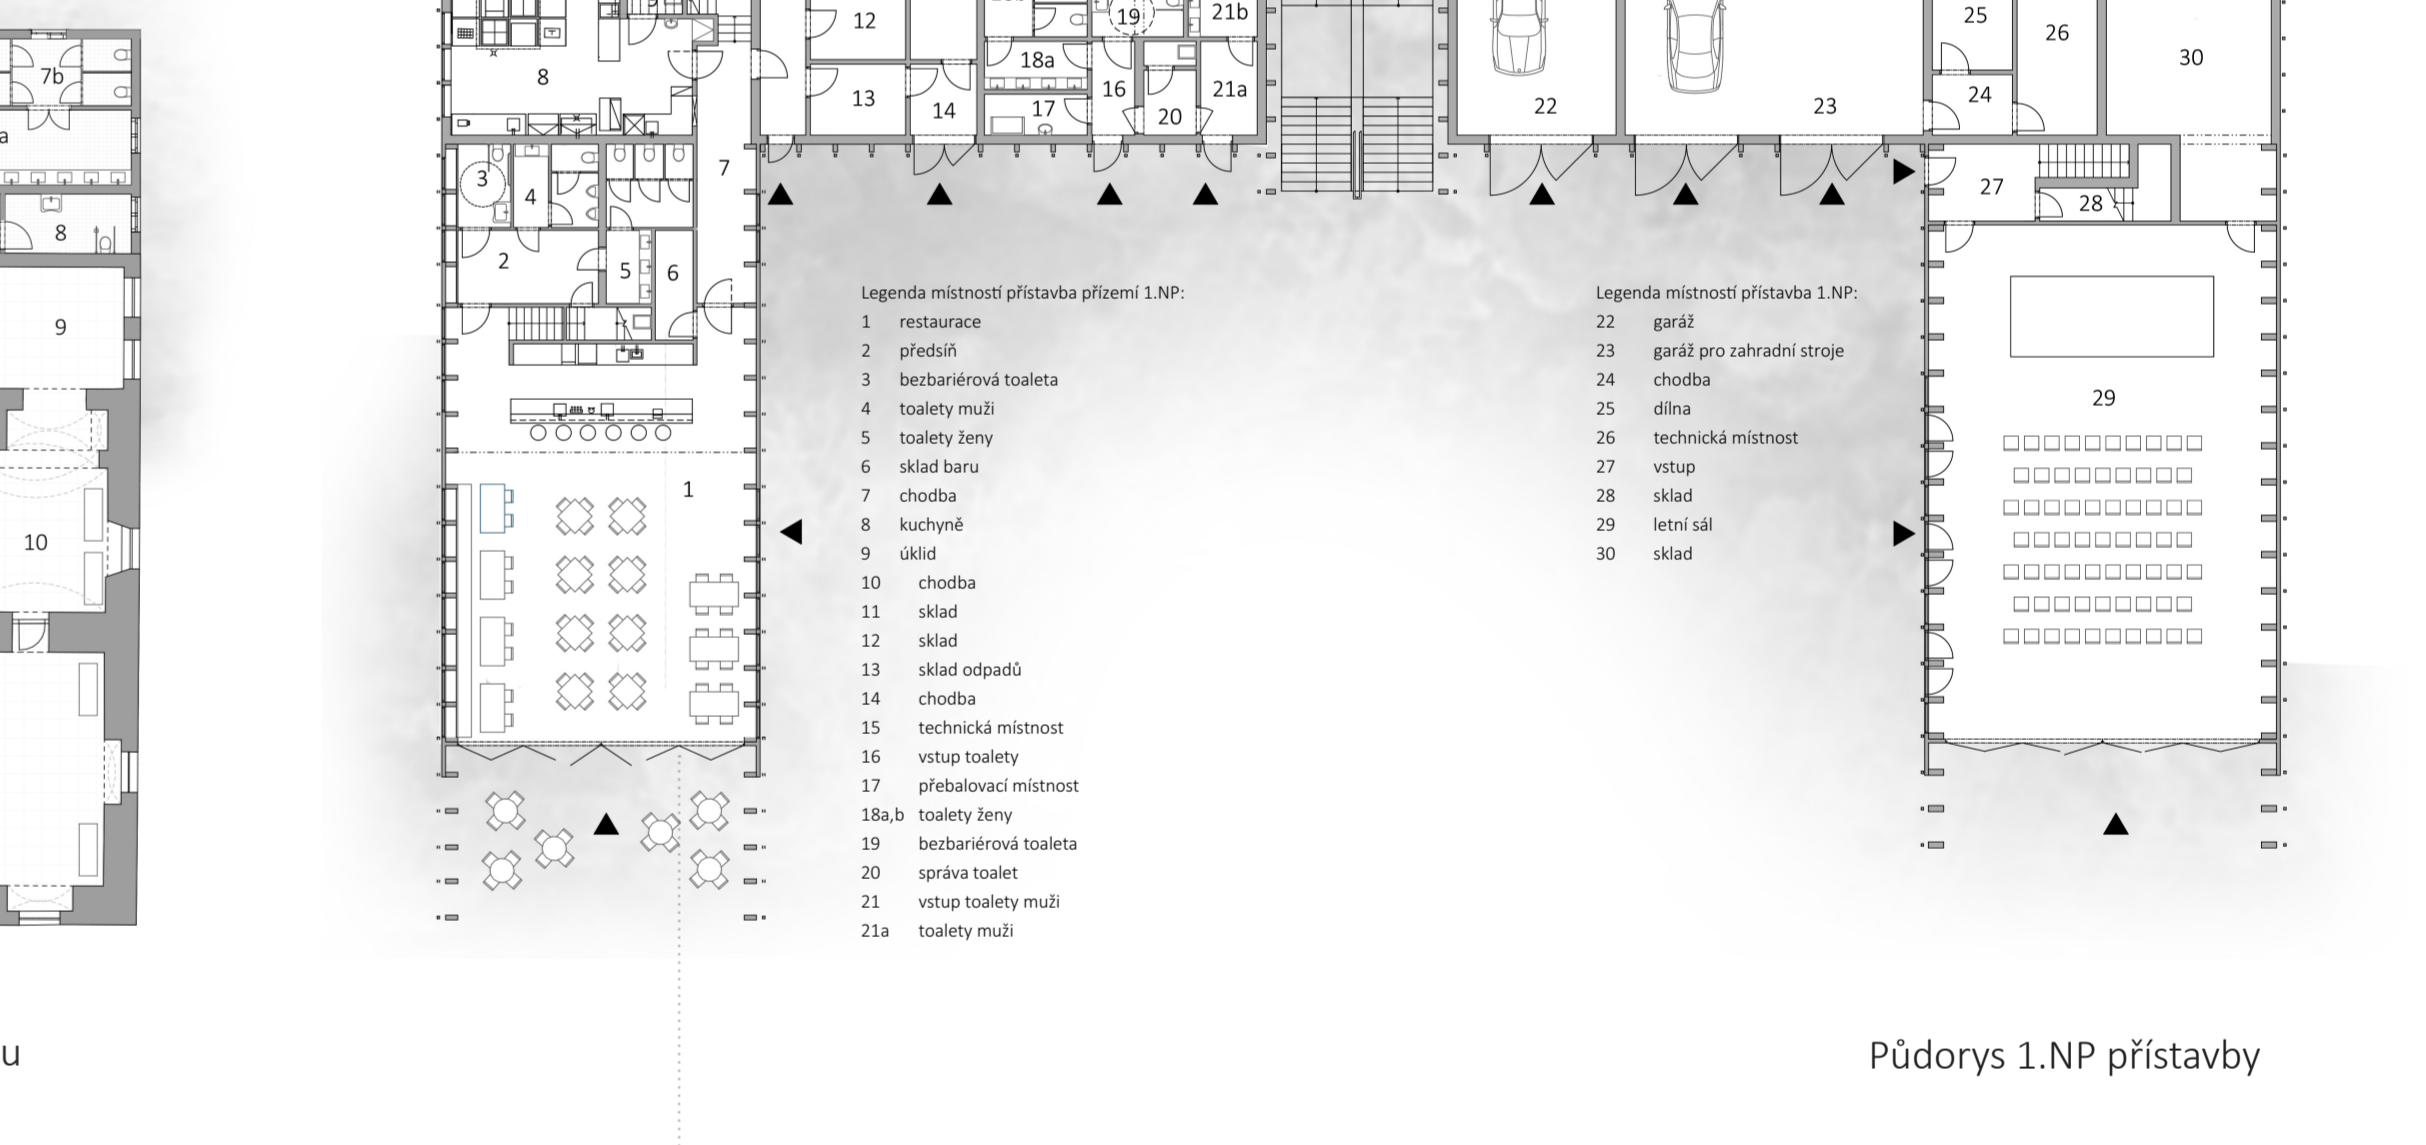 7b
a
8
9
10
u
8
9
12
13
14
18a
17
16
19
20
21b
21a
22
23
24
25
26
27
28
30
3
4
7
2
5
6
1
29
Legenda místností přístavba přízemí 1.NP:
1 restaurace
2 předsíň
3 bezbariérová toaleta
4 toalety muži
5 toalety ženy
6 sklad baru
7 chodba
8 kuchyně
9 úklid
10 chodba
11 sklad
12 sklad
13 sklad odpadů
14 chodba
15 technická místnost
16 vstup toalety
17 přebalovací místnost
18a,b toalety ženy
19 bezbariérová toaleta
20 správa toalet
21 vstup toalety muži
21a toalety muži
Legenda místností přístavba 1.NP:
22 garáž
23 garáž pro zahradní stroje
24 chodba
25 dílna
26 technická místnost
27 vstup
28 sklad
29 letní sál
30 sklad
Půdorys 1.NP přístavby